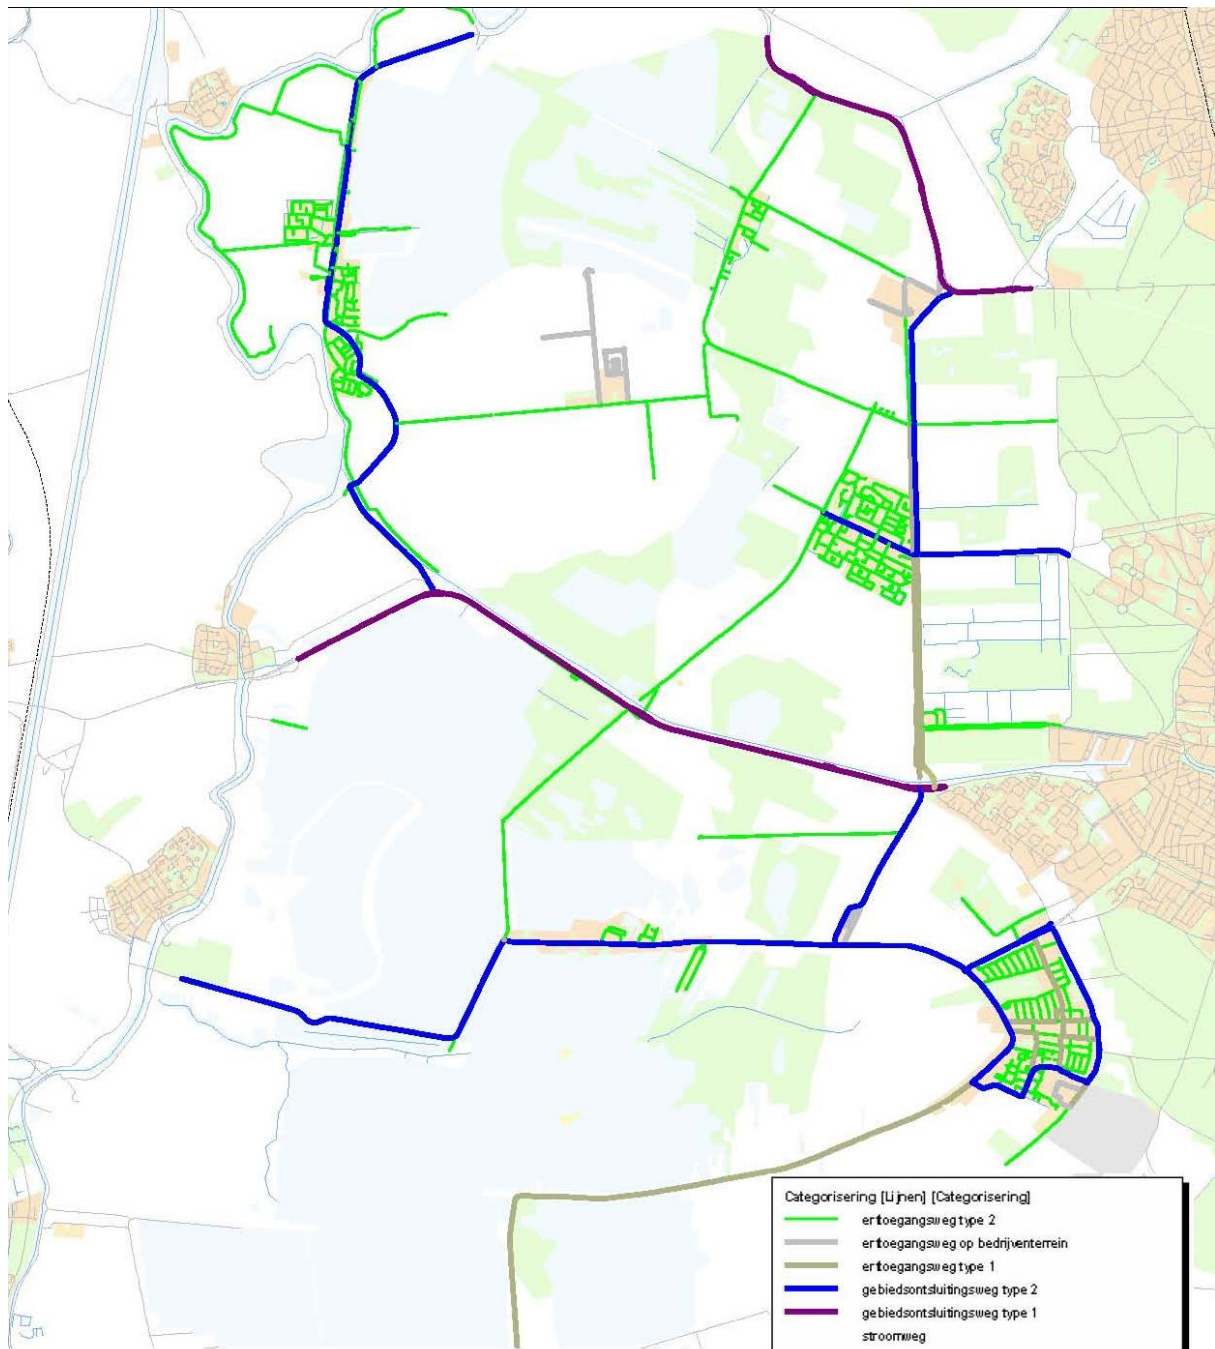 Categorisering [Lijnen] [Categorisering]
erftoegangsweg type 2
erftoegangsweg op bedrijventerrein
erftoegangsweg type 1
gebiedsontsluitingsweg type 2
gebiedsontsluitingsweg type 1
stroomweg